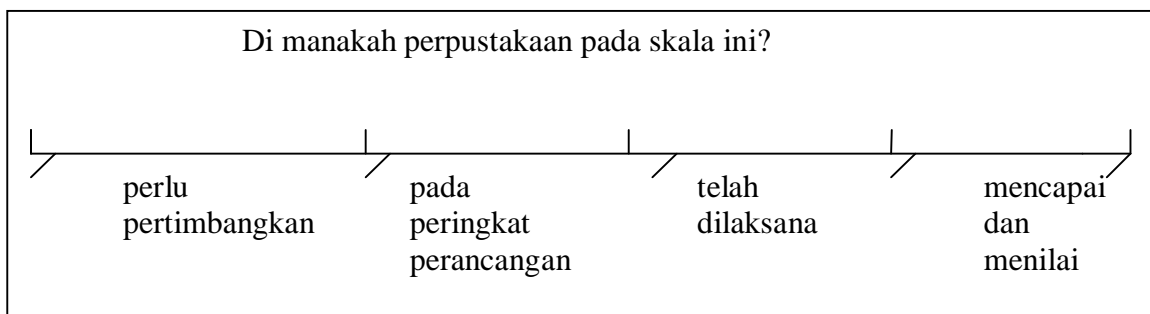 Di manakah perpustakaan pada skala ini?
perlu
pertimbangkan
pada
peringkat
perancangan
telah
dilaksana
mencapai
dan
menilai